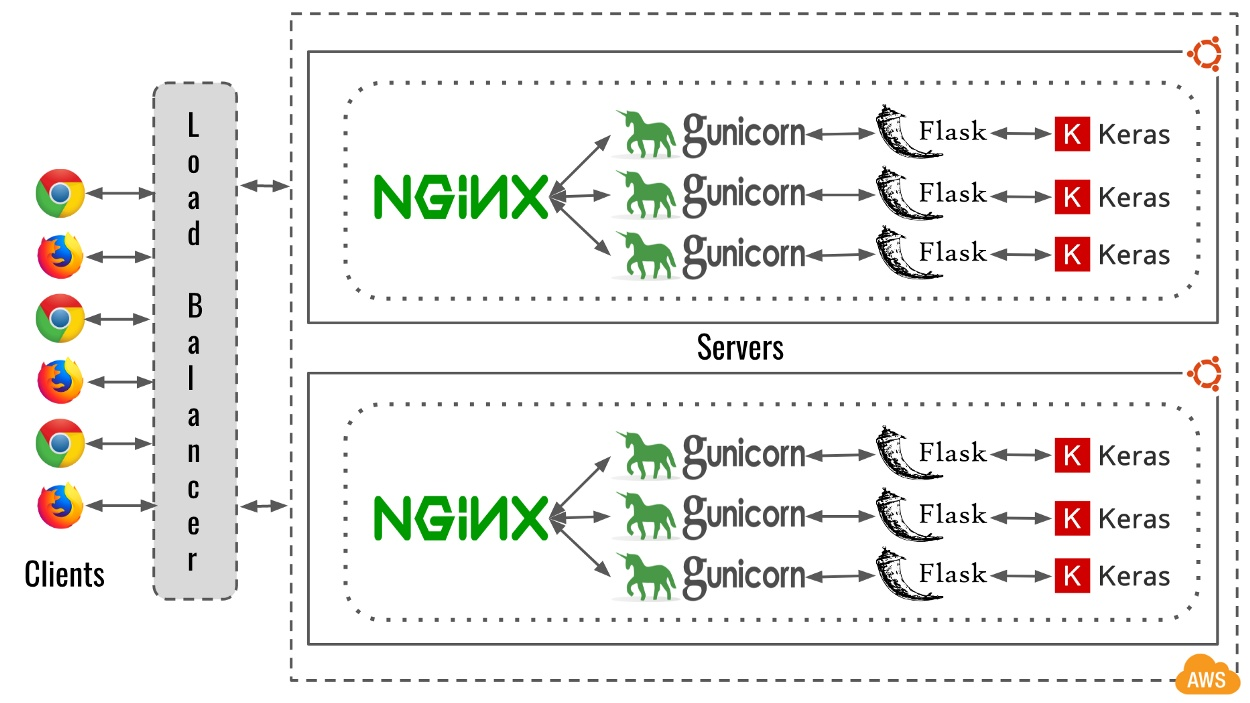 Load Balancer
Clients
NGiNX
gunicorn Flask K Keras
gunicorn Flask K Keras
gunicorn Flask K Keras
Servers
NGiNX
gunicorn Flask K Keras
gunicorn Flask K Keras
gunicorn Flask K Keras
AWS